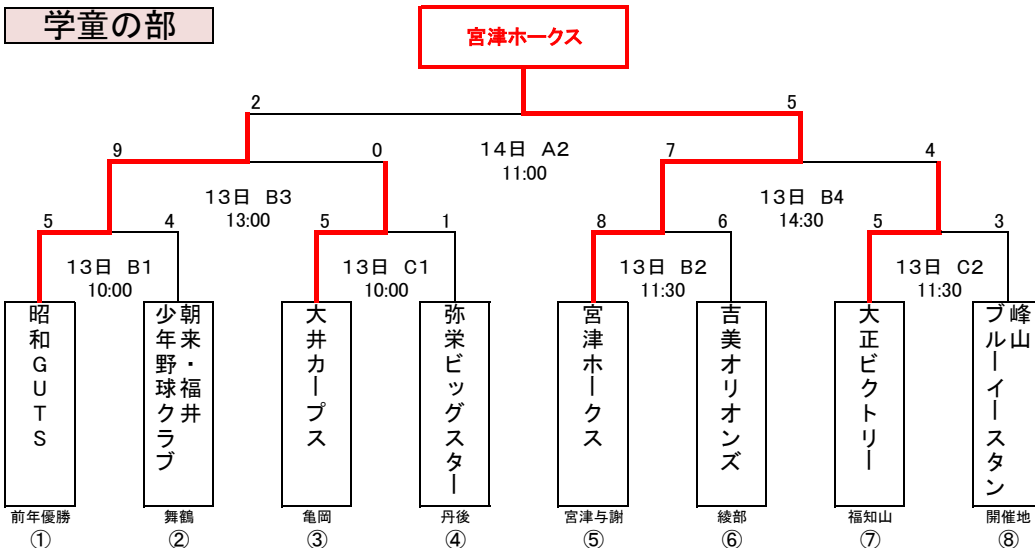 学童の部
宮津ホークス
2
5
14日 A2
11:00
9
0
7
4
13日 B3
13:00
13日 B4
14:30
5
4
5
1
8
6
5
3
13日 B1
10:00
13日 C1
10:00
13日 B2
11:30
13日 C2
11:30
昭和GUTS
朝来・福井
少年野球クラブ
大井カープス
弥栄ビッグスター
宮津ホークス
吉美オリオンズ
大正ビクトリー
峰山
ブルーイースタン
前年優勝
舞鶴
亀岡
丹後
宮津与謝
綾部
福知山
開催地
①
②
③
④
⑤
⑥
⑦
⑧